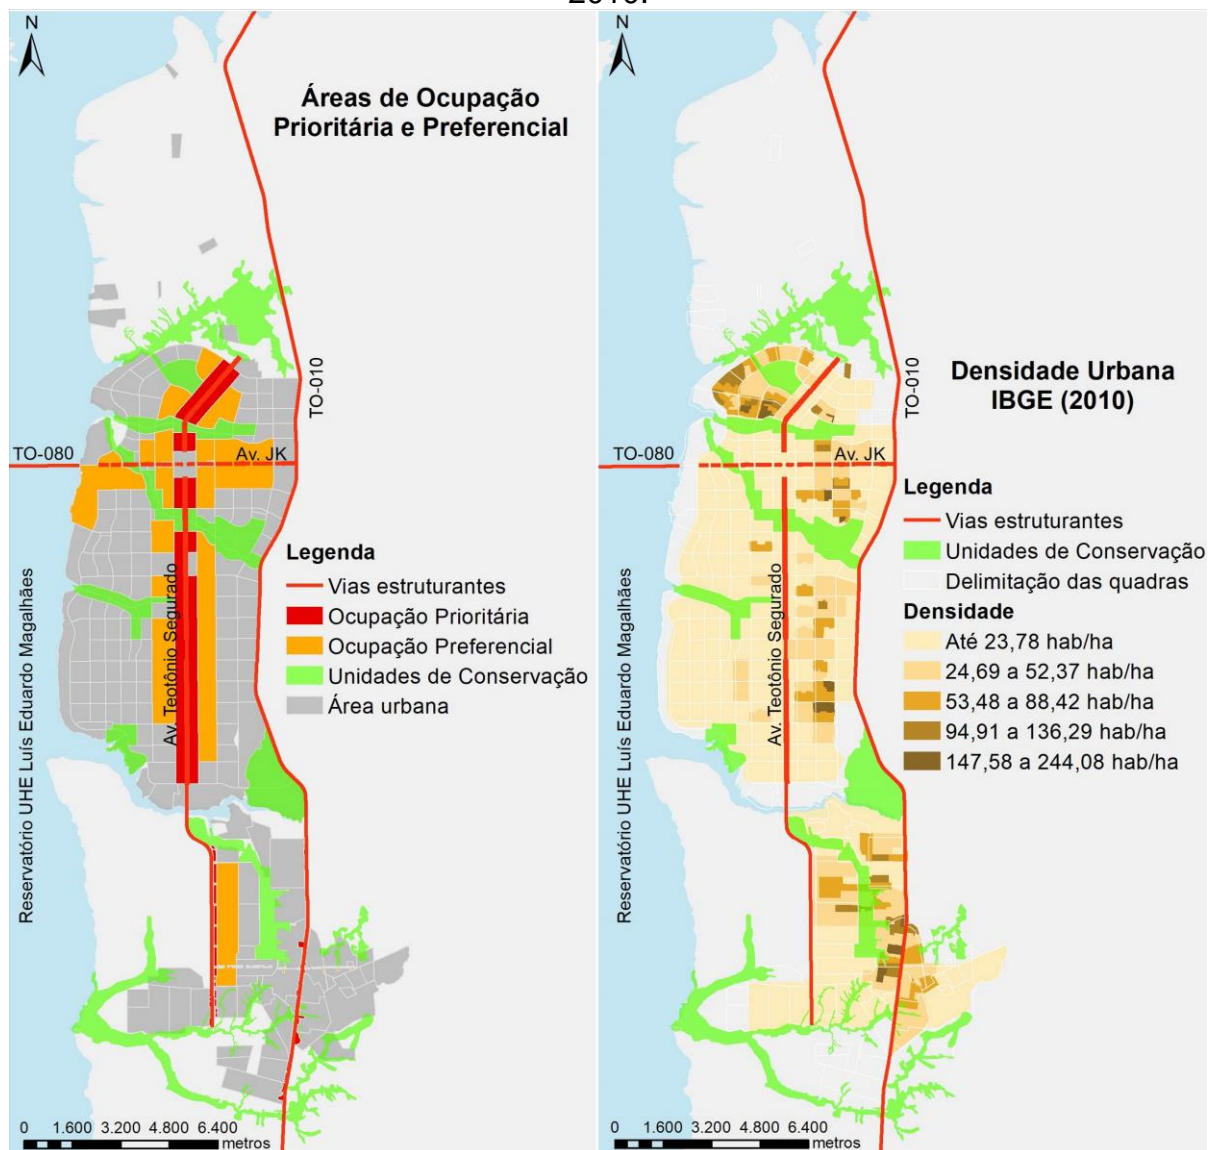 2010.
N
Áreas de Ocupação
Prioritária e Preferencial
TO-010
TO-080
Av. JK
Av. Teotônio Segurado
Reservatório UHE Luís Eduardo Magalhães
Legenda
Vias estruturantes
Ocupação Prioritária
Ocupação Preferencial
Unidades de Conservação
Área urbana
0 1.600 3.200 4.800 6.400
metros
N
Densidade Urbana
IBGE (2010)
TO-010
TO-080
Av. JK
Av. Teotônio Segurado
Reservatório UHE Luís Eduardo Magalhães
Legenda
Vias estruturantes
Unidades de Conservação
Delimitação das quadras
Densidade
Até 23,78 hab/ha
24,69 a 52,37 hab/ha
53,48 a 88,42 hab/ha
94,91 a 136,29 hab/ha
147,58 a 244,08 hab/ha
0 1.600 3.200 4.800 6.400
metros